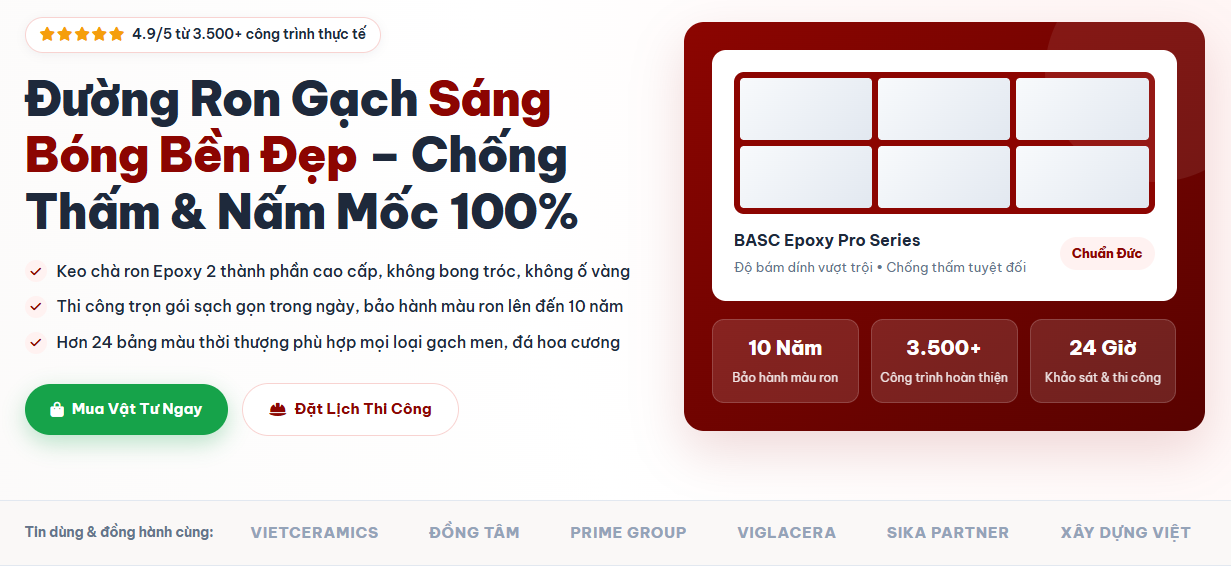 4.9/5 từ 3.500+ công trình thực tế
Đường Ron Gạch Sáng
Bóng Bền Đẹp – Chống
Thấm & Nấm Mốc 100%
Keo chà ron Epoxy 2 thành phần cao cấp, không bong tróc, không ố vàng
Thi công trọn gói sạch gọn trong ngày, bảo hành màu ron lên đến 10 năm
Hơn 24 bảng màu thời thượng phù hợp mọi loại gạch men, đá hoa cương
Mua Vật Tư Ngay
Đặt Lịch Thi Công
BASC Epoxy Pro Series
Độ bám dính vượt trội • Chống thấm tuyệt đối
Chuẩn Đức
10 Năm
Bảo hành màu ron
3.500+
Công trình hoàn thiện
24 Giờ
Khảo sát & thi công
Tin dùng & đồng hành cùng:
VIETCERAMICS
ĐỒNG TÂM
PRIME GROUP
VIGLACERA
SIKA PARTNER
XÂY DỰNG VIỆT